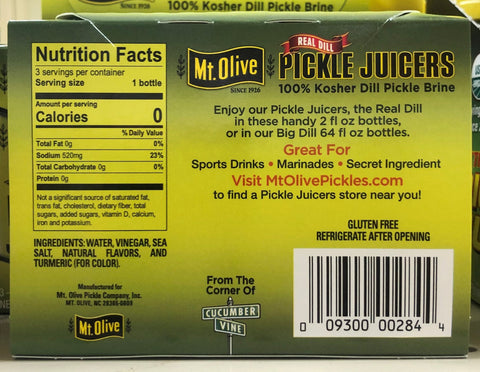 Mt. Olive
SINCE 1926
100% Kosher Dill Pickle Brine
Nutrition Facts
3 servings per container
Serving size 1 bottle
Amount per serving
Calories 0
% Daily Value
Total Fat 0g 0%
Sodium 520mg 23%
Total Carbohydrate 0g 0%
Protein 0g
Not a significant source of saturated fat,
trans fat, cholesterol, dietary fiber, total
sugars, added sugars, vitamin D, calcium,
iron and potassium.
INGREDIENTS: WATER, VINEGAR, SEA
SALT, NATURAL FLAVORS, AND
TURMERIC (FOR COLOR).
Manufactured for
Mt. Olive Pickle Company, Inc.
MT. OLIVE, NC 28365-0609
Mt. Olive
Mt. Olive
SINCE 1926
REAL DILL
PICKLE JUICERS
100% Kosher Dill Pickle Brine
Enjoy our Pickle Juicers, the Real Dill
in these handy 2 fl oz bottles,
or in our Big Dill 64 fl oz bottles.
Great For
Sports Drinks • Marinades • Secret Ingredient
Visit MtOlivePickles.com
to find a Pickle Juicers store near you!
GLUTEN FREE
REFRIGERATE AFTER OPENING
From The
Corner Of
CUCUMBER
VINE
0 09300 00284 4